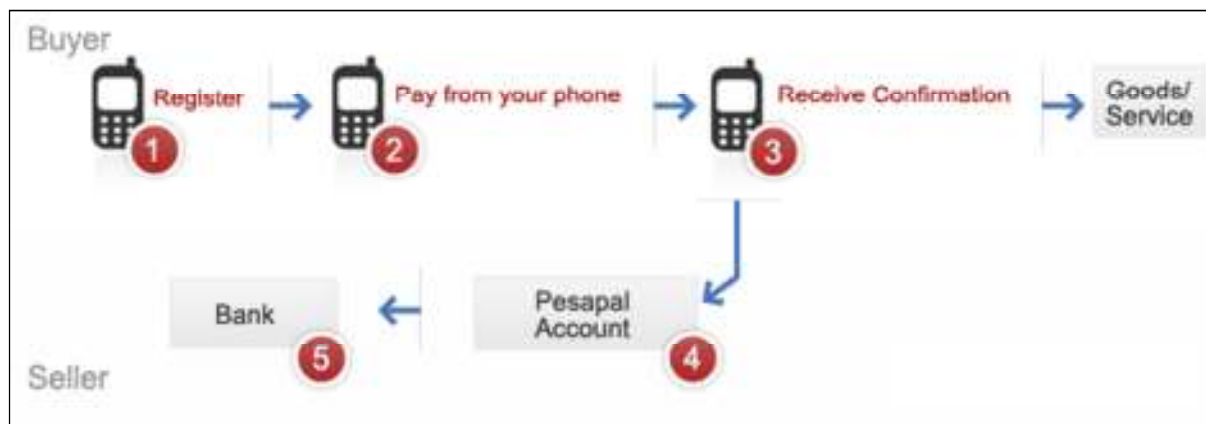 Buyer
Register
1
Pay from your phone
2
Receive Confirmation
3
Goods/
Service
Bank
5
Pesapal
Account
4
Seller